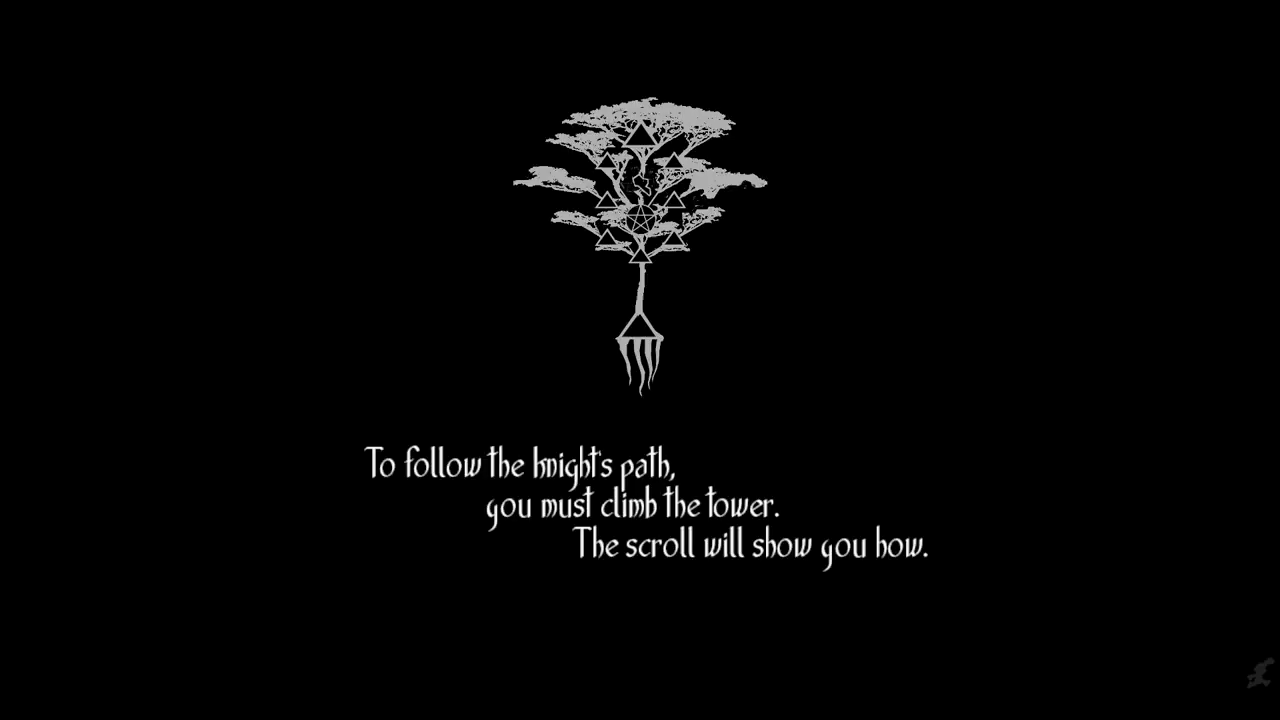 To follow the knight's path,
you must climb the tower.
The scroll will show you how.